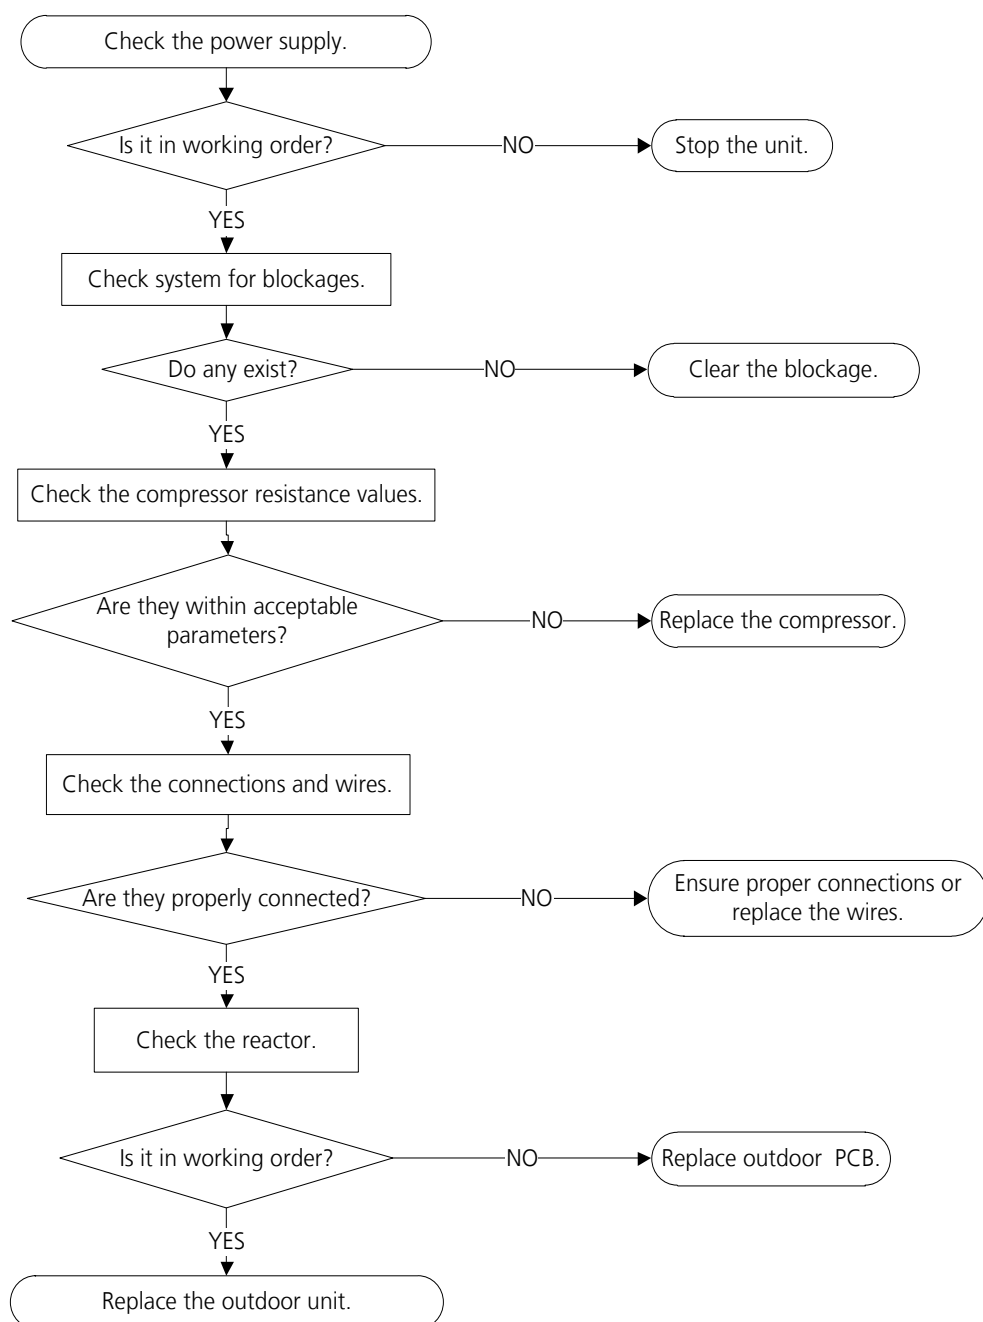 Check the power supply.
Is it in working order?
NO
Stop the unit.
YES
Check system for blockages.
Do any exist?
NO
Clear the blockage.
YES
Check the compressor resistance values.
Are they within acceptable
parameters?
NO
Replace the compressor.
YES
Check the connections and wires.
Are they properly connected?
NO
Ensure proper connections or
replace the wires.
YES
Check the reactor.
Is it in working order?
NO
Replace outdoor PCB.
YES
Replace the outdoor unit.